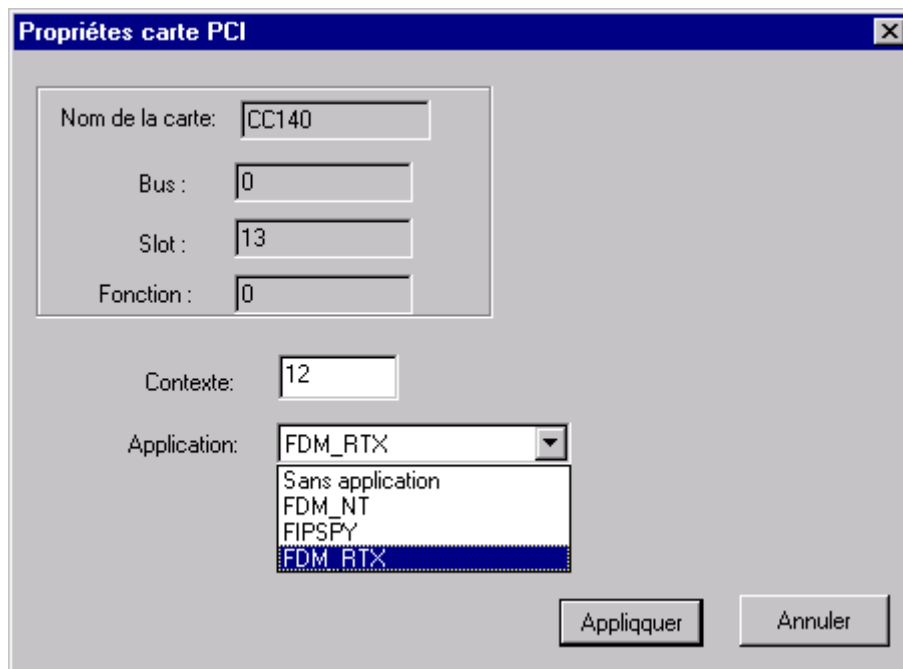 Propriétes carte PCI
Nom de la carte: CC140
Bus : 0
Slot : 13
Fonction : 0
Contexte: 12
Application: FDM_RTX
Sans application
FDM_NT
FIPSPY
FDM_RTX
Appliqquer Annuler